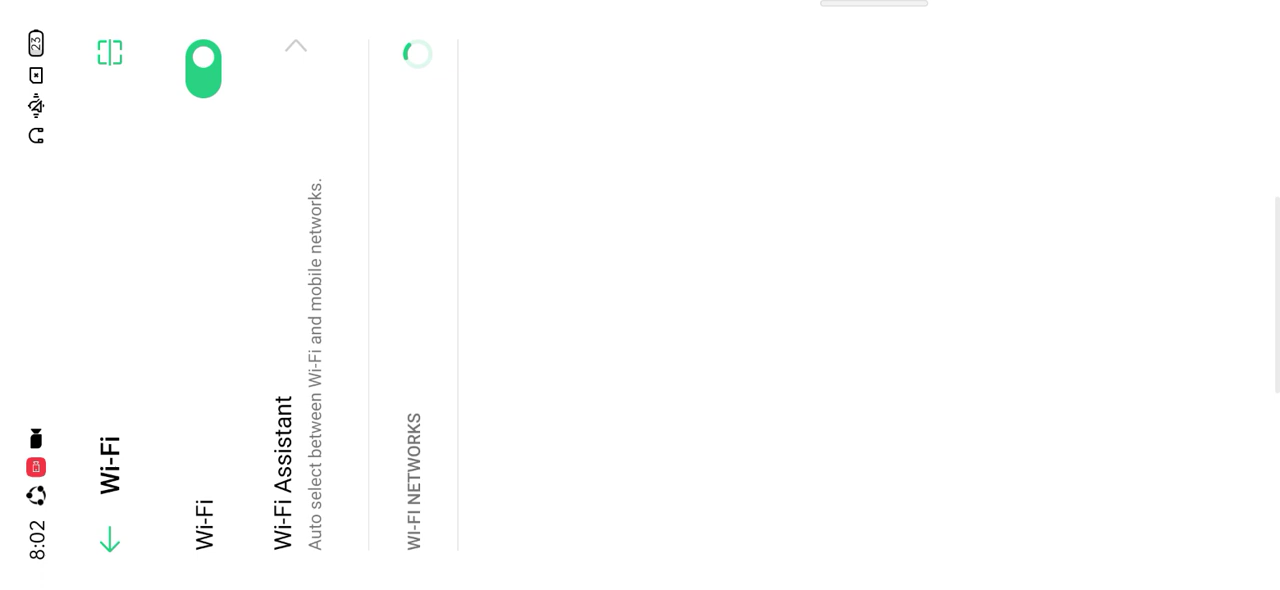 8:02
23
Wi-Fi
Wi-Fi
Wi-Fi Assistant
Auto select between Wi-Fi and mobile networks.
WI-FI NETWORKS